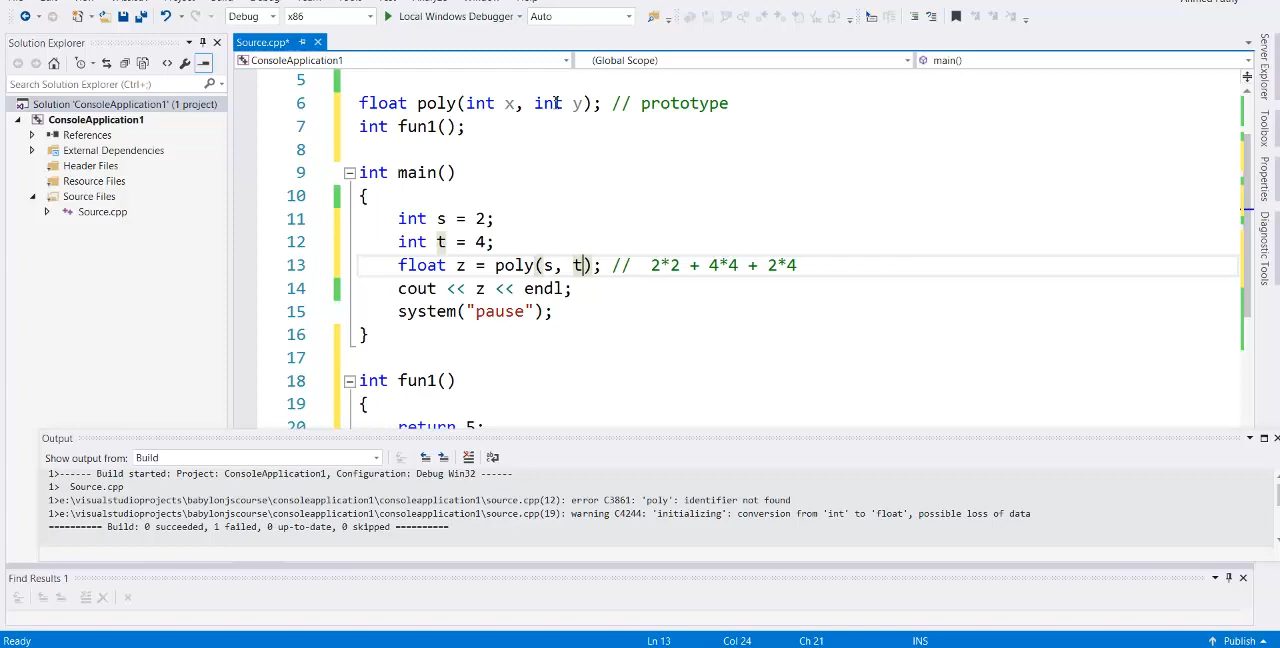 Debug x86 Local Windows Debugger Auto
Solution Explorer
Search Solution Explorer (Ctrl+;)
Solution 'ConsoleApplication1' (1 project)
ConsoleApplication1
References
External Dependencies
Header Files
Resource Files
Source Files
Source.cpp
Source.cpp*
ConsoleApplication1 (Global Scope) main()
5
6 float poly(int x, int y); // prototype
7 int fun1();
8
9 int main()
10 {
11 int s = 2;
12 int t = 4;
13 float z = poly(s, t); // 2*2 + 4*4 + 2*4
14 cout << z << endl;
15 system("pause");
16 }
17
18 int fun1()
19 {
20 return 5;
Server Explorer
Toolbox
Properties
Diagnostic Tools
Output
Show output from: Build
1>------ Build started: Project: ConsoleApplication1, Configuration: Debug Win32 ------
1> Source.cpp
1>e:\visualstudioprojects\babylonjscourse\consoleapplication1\consoleapplication1\source.cpp(12): error C3861: 'poly': identifier not found
1>e:\visualstudioprojects\babylonjscourse\consoleapplication1\consoleapplication1\source.cpp(19): warning C4244: 'initializing': conversion from 'int' to 'float', possible loss of data
========== Build: 0 succeeded, 1 failed, 0 up-to-date, 0 skipped ==========
Find Results 1
Ready Ln 13 Col 24 Ch 21 INS Publish